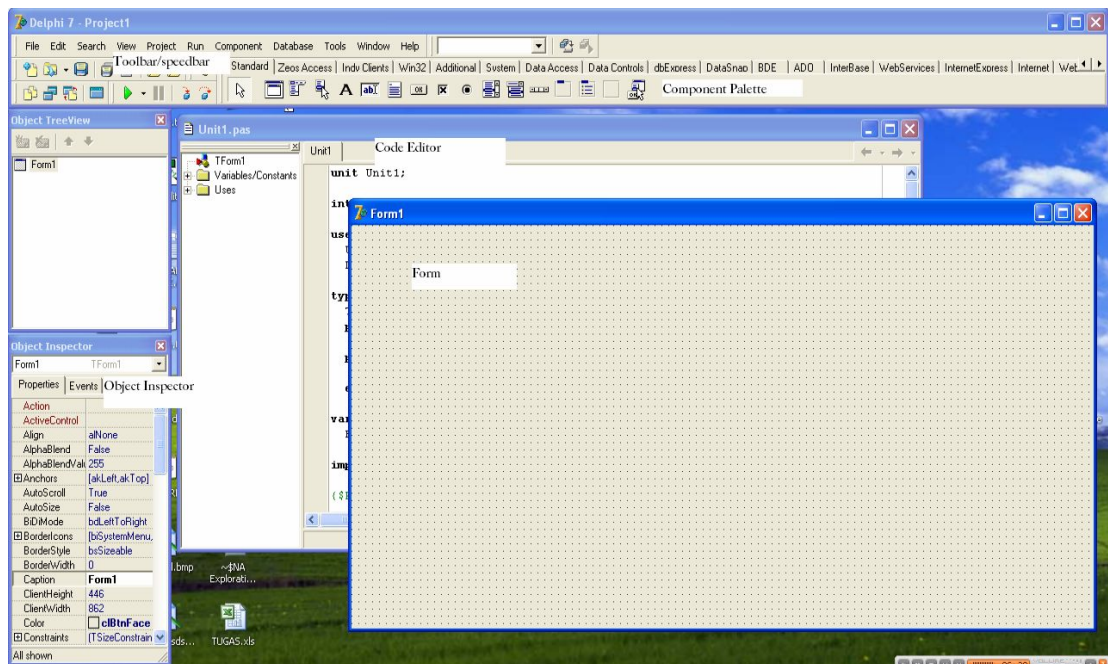 Delphi 7 - Project1
File Edit Search View Project Run Component Database Tools Window Help
Toolbar/speedbar
Standard Zeos Access Indy Clients Win32 Additional System Data Access Data Controls dbExpress DataSnap BDE ADO InterBase WebServices InternetExpress Internet
Component Palette
Object TreeView
Form1
Unit1.pas
TForm1
Variables/Constants
Uses
Unit1
Code Editor
unit Unit1;
Form1
Form
Object Inspector
Form1 TForm1
Properties Events
Object Inspector
Action
ActiveControl
Align alNone
AlphaBlend False
AlphaBlendValu 255
Anchors [akLeft,akTop]
AutoScroll True
AutoSize False
BiDiMode bdLeftToRight
BorderIcons [biSystemMenu,
BorderStyle bsSizeable
BorderWidth 0
Caption Form1
ClientHeight 446
ClientWidth 862
Color clBtnFace
Constraints (TSizeConstrain
All shown
.bmp
~$NA
Explorati...
TUGAS.xls